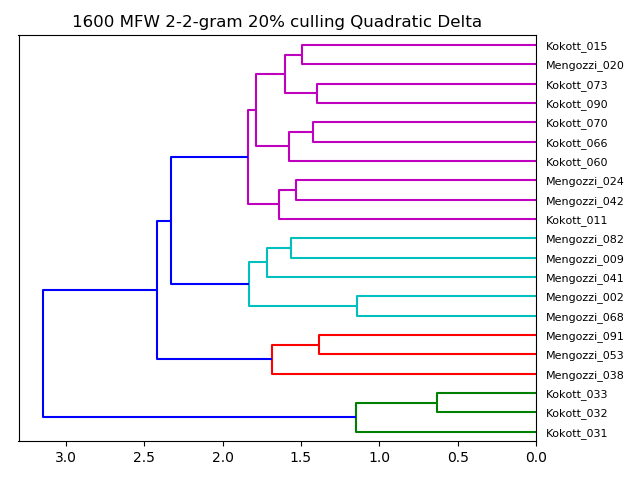 1600 MFW 2-2-gram 20% culling Quadratic Delta
Kokott_015
Mengozzi_020
Kokott_073
Kokott_090
Kokott_070
Kokott_066
Kokott_060
Mengozzi_024
Mengozzi_042
Kokott_011
Mengozzi_082
Mengozzi_009
Mengozzi_041
Mengozzi_002
Mengozzi_068
Mengozzi_091
Mengozzi_053
Mengozzi_038
Kokott_033
Kokott_032
Kokott_031
3.0 2.5 2.0 1.5 1.0 0.5 0.0